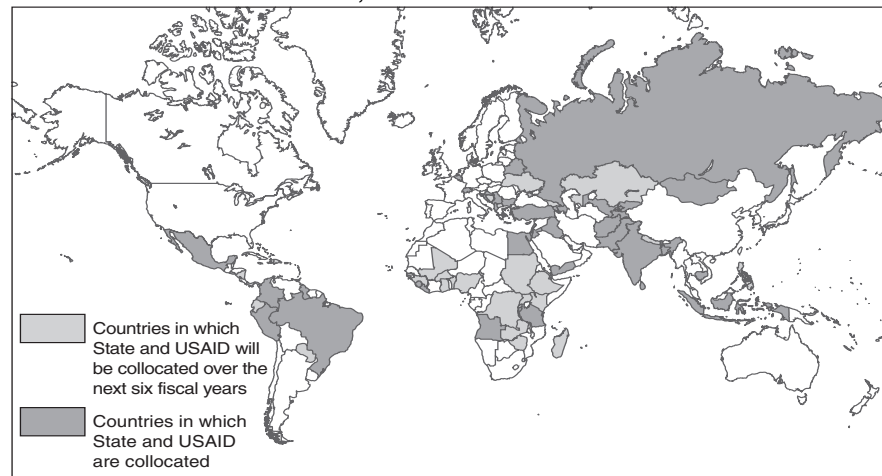 Countries in which
State and USAID will
be collocated over the
next six fiscal years
Countries in which
State and USAID
are collocated